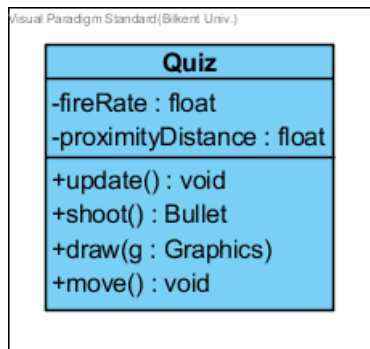 Visual Paradigm Standard(Bilkent Univ.)
Quiz
-fireRate : float
-proximityDistance : float
+update() : void
+shoot() : Bullet
+draw(g : Graphics)
+move() : void